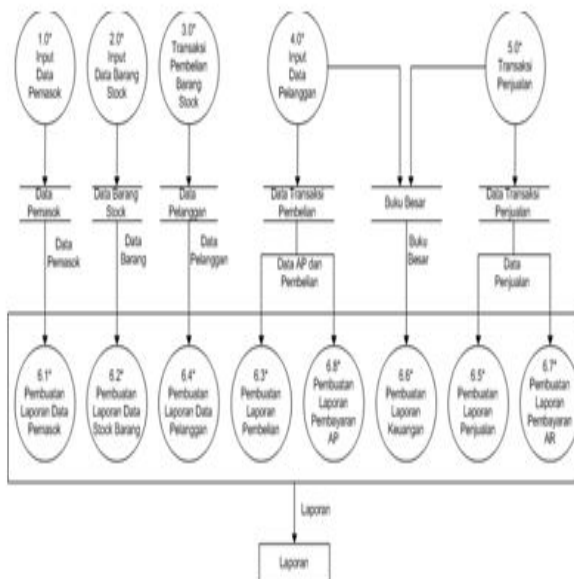 1.0*
Input
Data
Pemasok
2.0*
Input
Data Barang
Stock
3.0*
Transaksi
Pembelian
Barang
Stock
4.0*
Input
Data
Pelanggan
5.0*
Transaksi
Penjualan
Data
Pemasok
Data Barang
Stock
Data
Pelanggan
Data Transaksi
Pembelian
Buku Besar
Data Transaksi
Penjualan
Data
Pemasok
Data
Barang
Data
Pelanggan
Data AP dan
Pembelian
Buku
Besar
Data
Penjualan
6.1*
Pembuatan
Laporan Data
Pemasok
6.2*
Pembuatan
Laporan Data
Stock Barang
6.4*
Pembuatan
Laporan Data
Pelanggan
6.3*
Pembuatan
Laporan
Pembelian
6.8*
Pembuatan
Laporan
Pembayaran
AP
6.6*
Pembuatan
Laporan
Keuangan
6.5*
Pembuatan
Laporan
Penjualan
6.7*
Pembuatan
Laporan
Pembayaran
AR
Laporan
Laporan